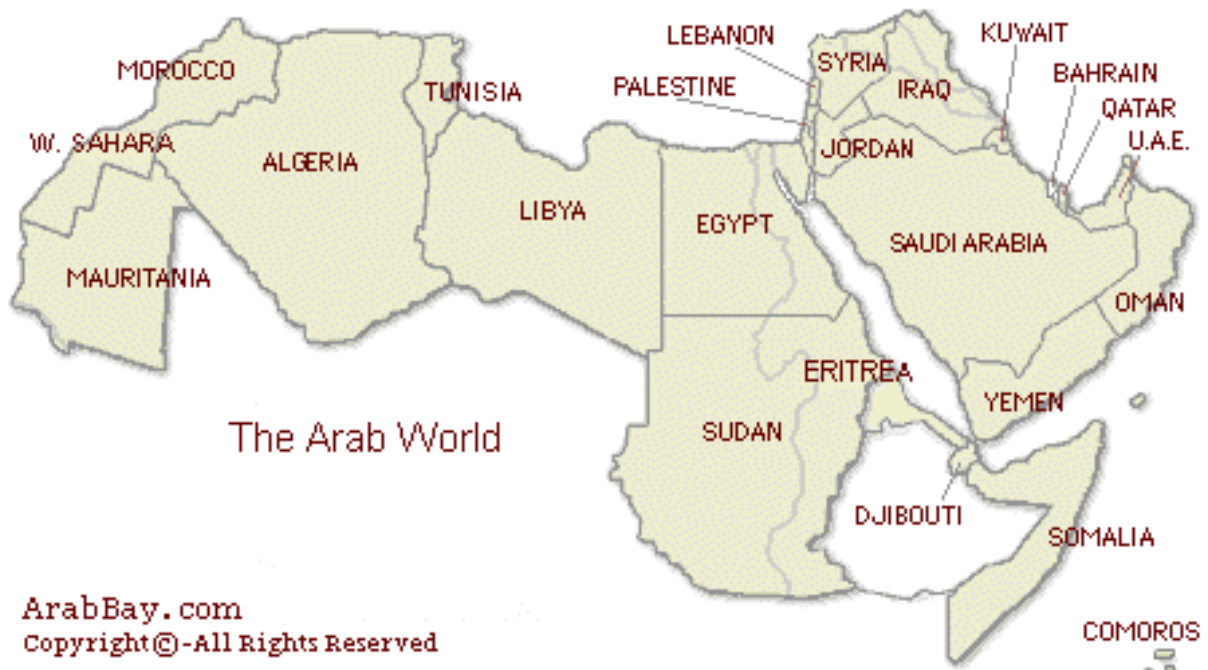 LEBANON
KUWAIT
MOROCCO
SYRIA
BAHRAIN
PALESTINE
TUNISIA
IRAQ
QATAR
W. SAHARA
U.A.E.
ALGERIA
JORDAN
LIBYA
EGYPT
SAUDI ARABIA
MAURITANIA
OMAN
ERITREA
YEMEN
The Arab World
SUDAN
DJIBOUTI
SOMALIA
ArabBay.com
Copyright©-All Rights Reserved
COMOROS